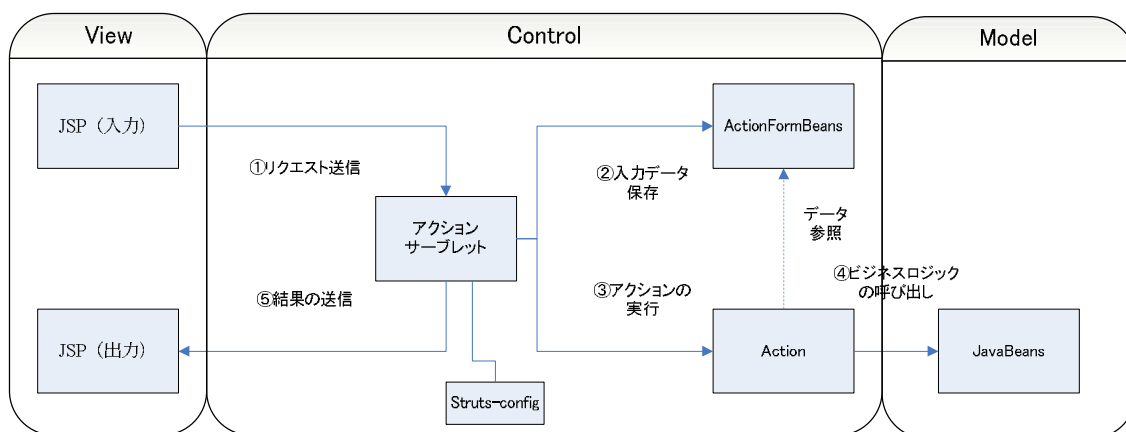 View
Control
Model
JSP（入力）
ActionFormBeans
①リクエスト送信
②入力データ
保存
アクション
サーブレット
データ
参照
④ビジネスロジック
の呼び出し
⑤結果の送信
③アクションの
実行
JSP（出力）
Action
JavaBeans
Struts-config